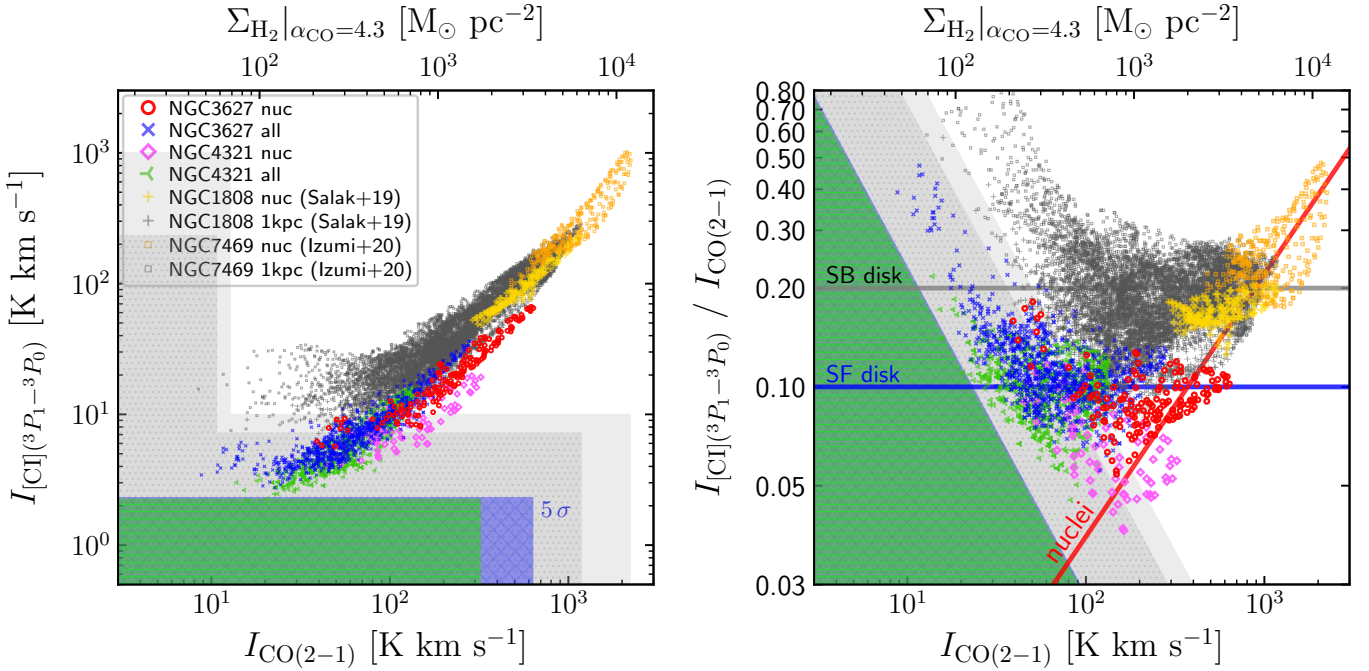 Σ_H₂|α_CO=4.3 [M_⊙ pc⁻²]
10² 10³ 10⁴
I_[CI](³P₁−³P₀) [K km s⁻¹]
10³
10²
10¹
10⁰
NGC3627 nuc
NGC3627 all
NGC4321 nuc
NGC4321 all
NGC1808 nuc (Salak+19)
NGC1808 1kpc (Salak+19)
NGC7469 nuc (Izumi+20)
NGC7469 1kpc (Izumi+20)
5 σ
10¹ 10² 10³
I_CO(2−1) [K km s⁻¹]
Σ_H₂|α_CO=4.3 [M_⊙ pc⁻²]
10² 10³ 10⁴
I_[CI](³P₁−³P₀) / I_CO(2−1)
0.80
0.70
0.60
0.50
0.40
0.30
0.20
0.10
0.05
0.03
SB disk
SF disk
nuclei
10¹ 10² 10³
I_CO(2−1) [K km s⁻¹]